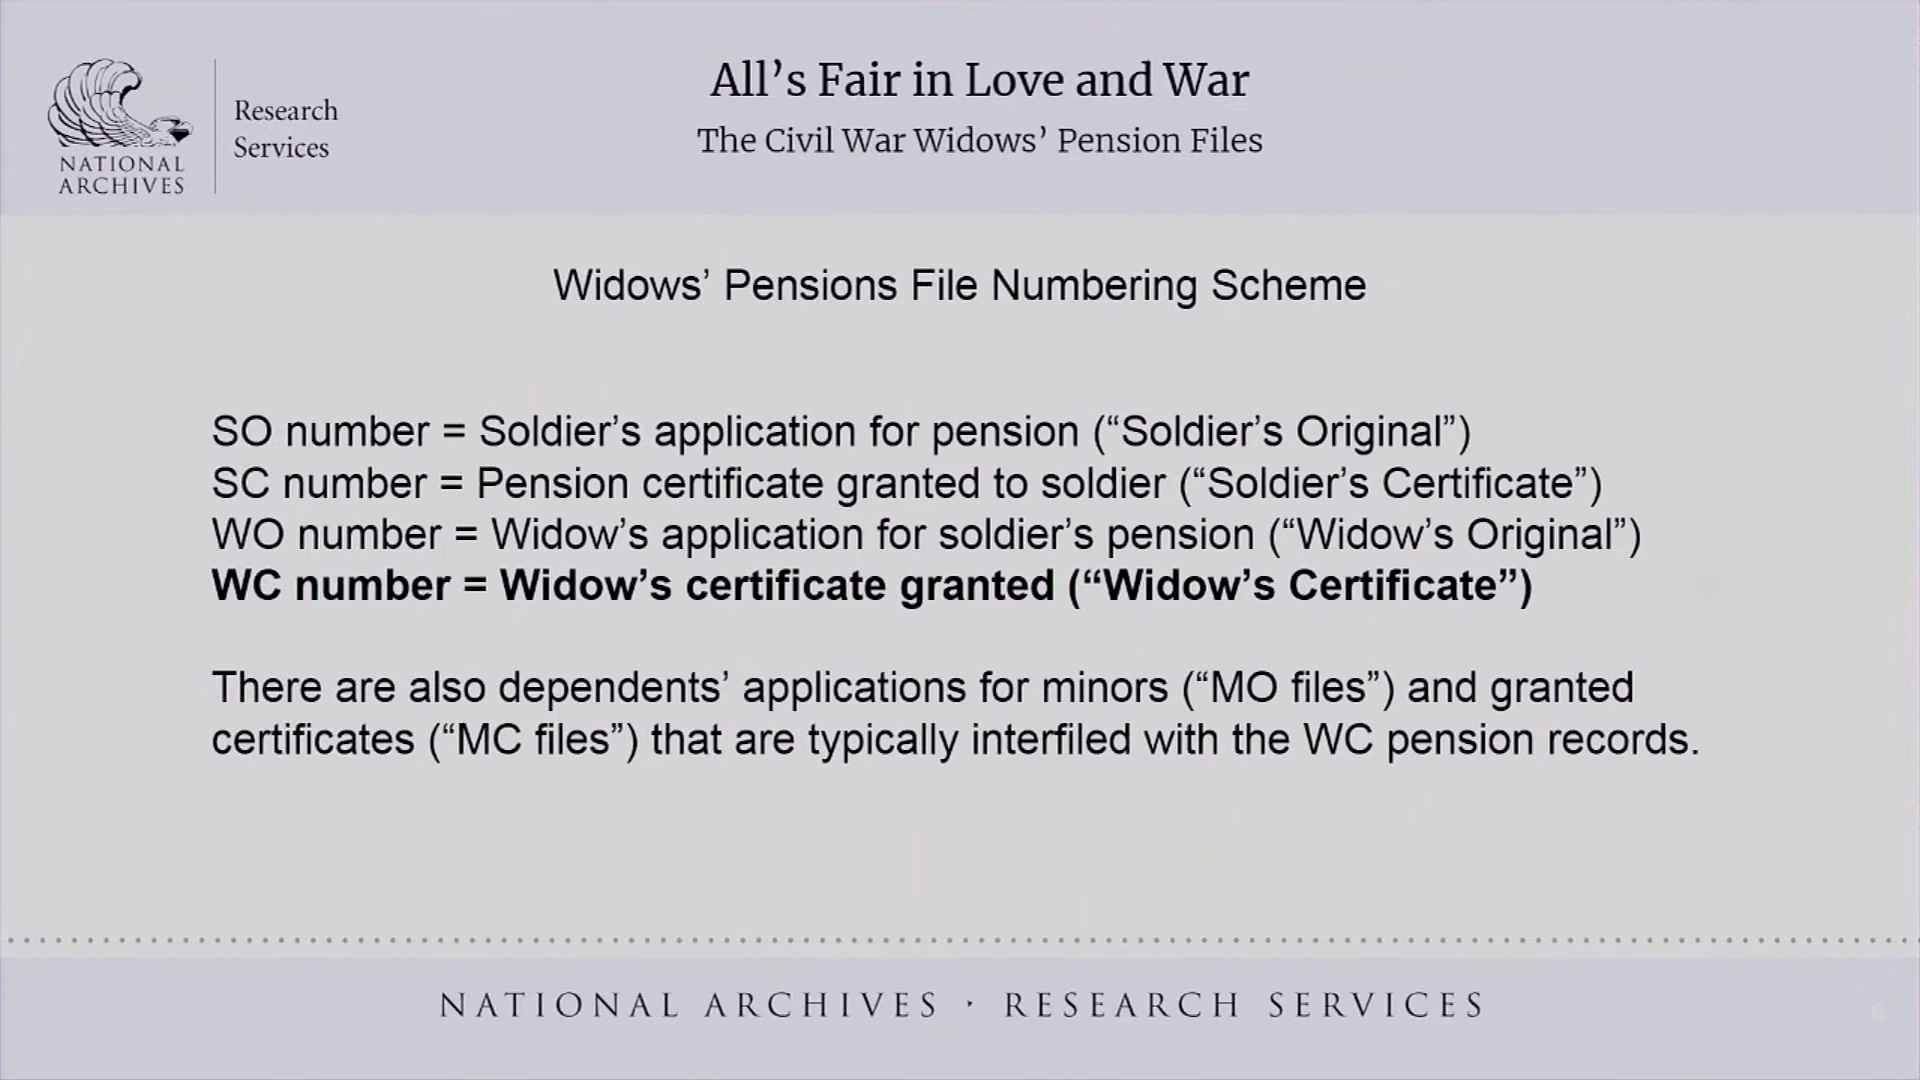 NATIONAL
ARCHIVES
Research
Services
All’s Fair in Love and War
The Civil War Widows’ Pension Files
Widows’ Pensions File Numbering Scheme
SO number = Soldier’s application for pension (“Soldier’s Original”)
SC number = Pension certificate granted to soldier (“Soldier’s Certificate”)
WO number = Widow’s application for soldier’s pension (“Widow’s Original”)
WC number = Widow’s certificate granted (“Widow’s Certificate”)
There are also dependents’ applications for minors (“MO files”) and granted
certificates (“MC files”) that are typically interfiled with the WC pension records.
NATIONAL ARCHIVES · RESEARCH SERVICES